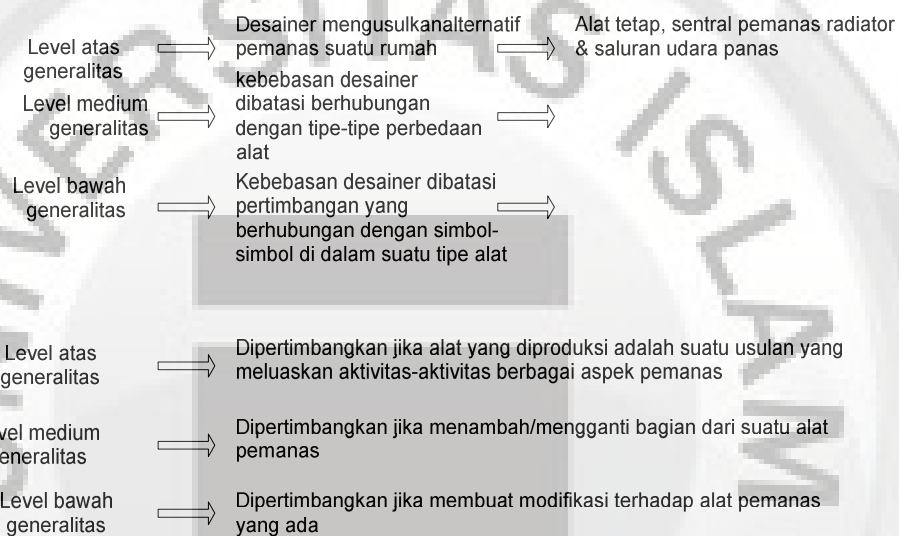 Level atas
generalitas
Desainer mengusulkanalternatif
pemanas suatu rumah
Alat tetap, sentral pemanas radiator
& saluran udara panas
Level medium
generalitas
kebebasan desainer
dibatasi berhubungan
dengan tipe-tipe perbedaan
alat
Level bawah
generalitas
Kebebasan desainer dibatasi
pertimbangan yang
berhubungan dengan simbol-
simbol di dalam suatu tipe alat
Level atas
generalitas
Dipertimbangkan jika alat yang diproduksi adalah suatu usulan yang
meluaskan aktivitas-aktivitas berbagai aspek pemanas
vel medium
eneralitas
Dipertimbangkan jika menambah/mengganti bagian dari suatu alat
pemanas
Level bawah
generalitas
Dipertimbangkan jika membuat modifikasi terhadap alat pemanas
yang ada
ISLAM